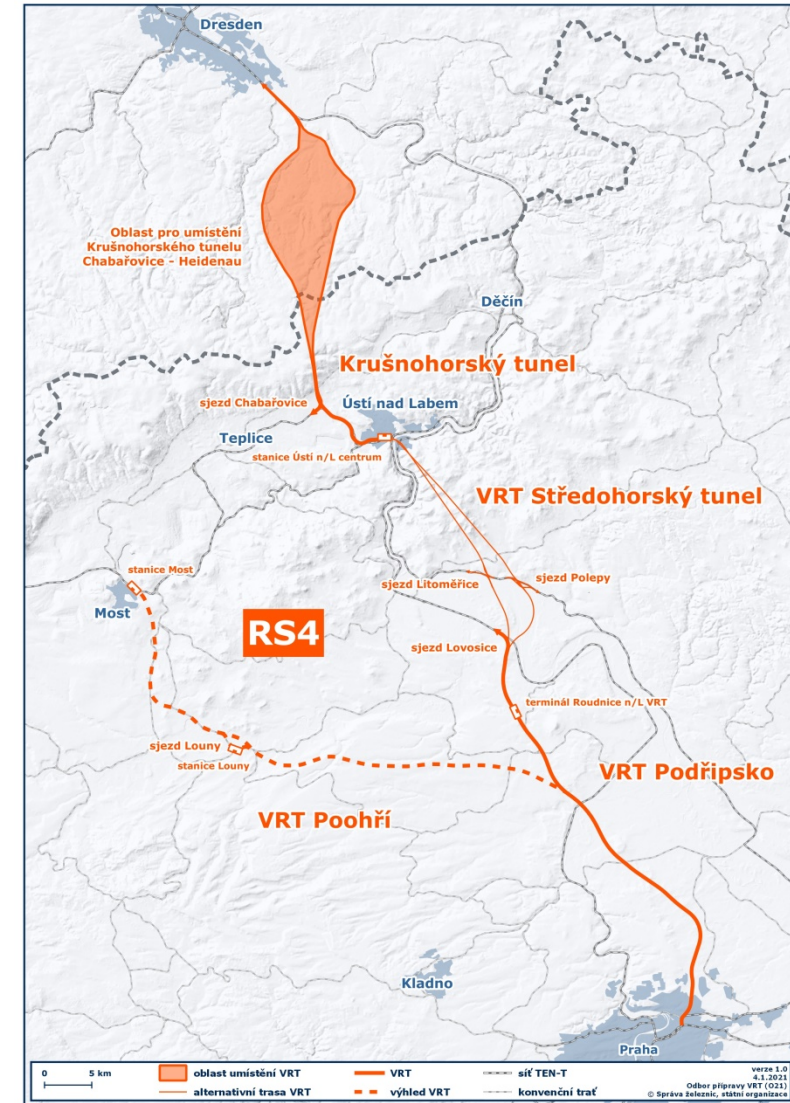 Dresden
Oblast pro umístění
Krušnohorského tunelu
Chabařovice - Heidenau
Děčín
Krušnohorský tunel
sjezd Chabařovice
Ústí nad Labem
Teplice
stanice Ústí n/L centrum
VRT Středohorský tunel
stanice Most
sjezd Litoměřice
sjezd Polepy
Most
RS4
sjezd Lovosice
terminál Roudnice n/L VRT
sjezd Louny
stanice Louny
VRT Podřipsko
VRT Poohří
Kladno
Praha
0 5 km
oblast umístění VRT
VRT
síť TEN-T
alternativní trasa VRT
výhled VRT
konvenční trať
verze 1.0
4.1.2021
Odbor přípravy VRT (O21)
© Správa železnic, státní organizace